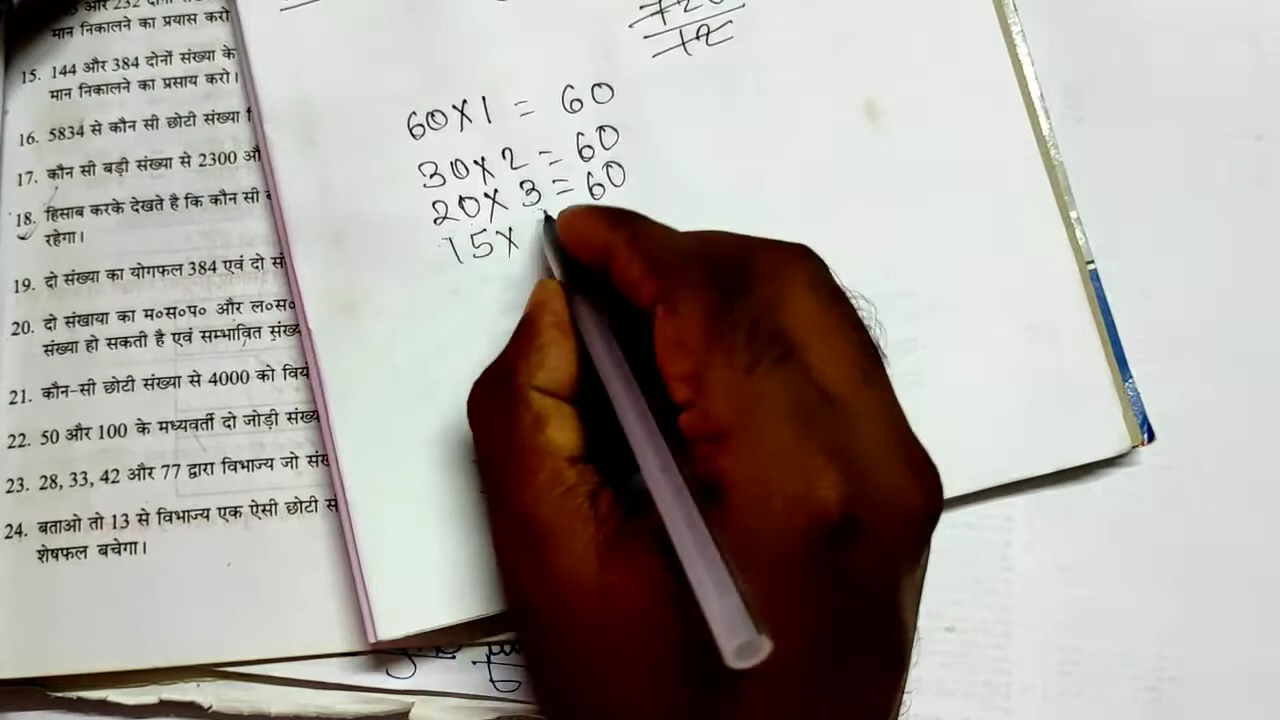 और 232
मान निकालने का प्रयास करो
15. 144 और 384 दोनों संख्या के
मान निकालने का प्रसाय करो।
16. 5834 से कौन सी छोटी संख्या
17. कौन सी बड़ी संख्या से 2300
18. हिसाब करके देखते है कि कौन सी
रहेगा।
19. दो संख्या का योगफल 384 एवं दो
20. दो संखाया का म०स०प० और ल०स०
संख्या हो सकती है एवं सम्भावित
21. कौन-सी छोटी संख्या से 4000 को
22. 50 और 100 के मध्यवर्ती दो जोड़ी
23. 28, 33, 42 और 77 द्वारा विभाज्य जो
24. बताओ तो 13 से विभाज्य एक ऐसी छोटी
शेषफल बचेगा।
12
60 × 1 = 60
30 × 2 = 60
20 × 3 = 60
15 ×